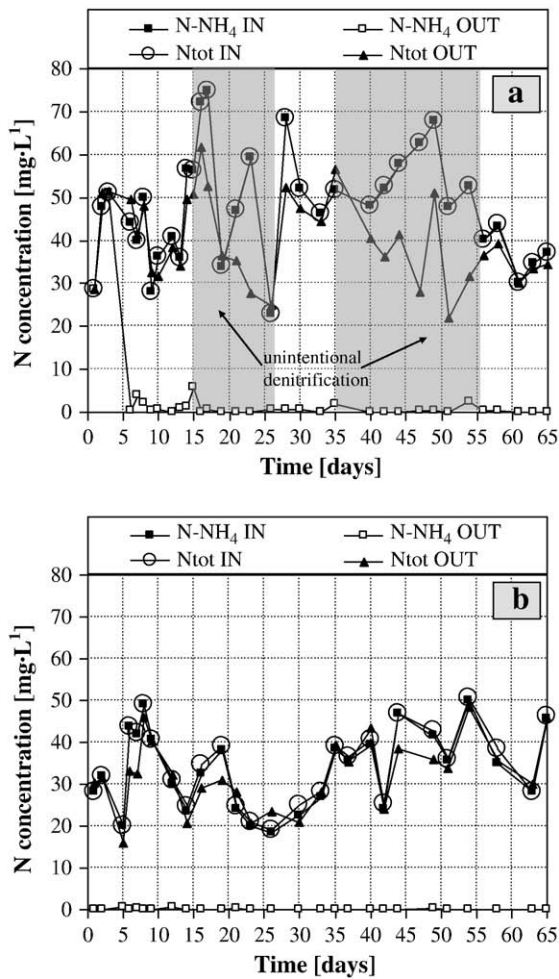 N-NH₄ IN N-NH₄ OUT
Ntot IN Ntot OUT
80
70
60
50
40
30
20
10
0
N concentration [mg·L¹]
a
unintentional
denitrification
0 5 10 15 20 25 30 35 40 45 50 55 60 65
Time [days]
N-NH₄ IN N-NH₄ OUT
Ntot IN Ntot OUT
80
70
60
50
40
30
20
10
0
N concentration [mg·L¹]
b
0 5 10 15 20 25 30 35 40 45 50 55 60 65
Time [days]